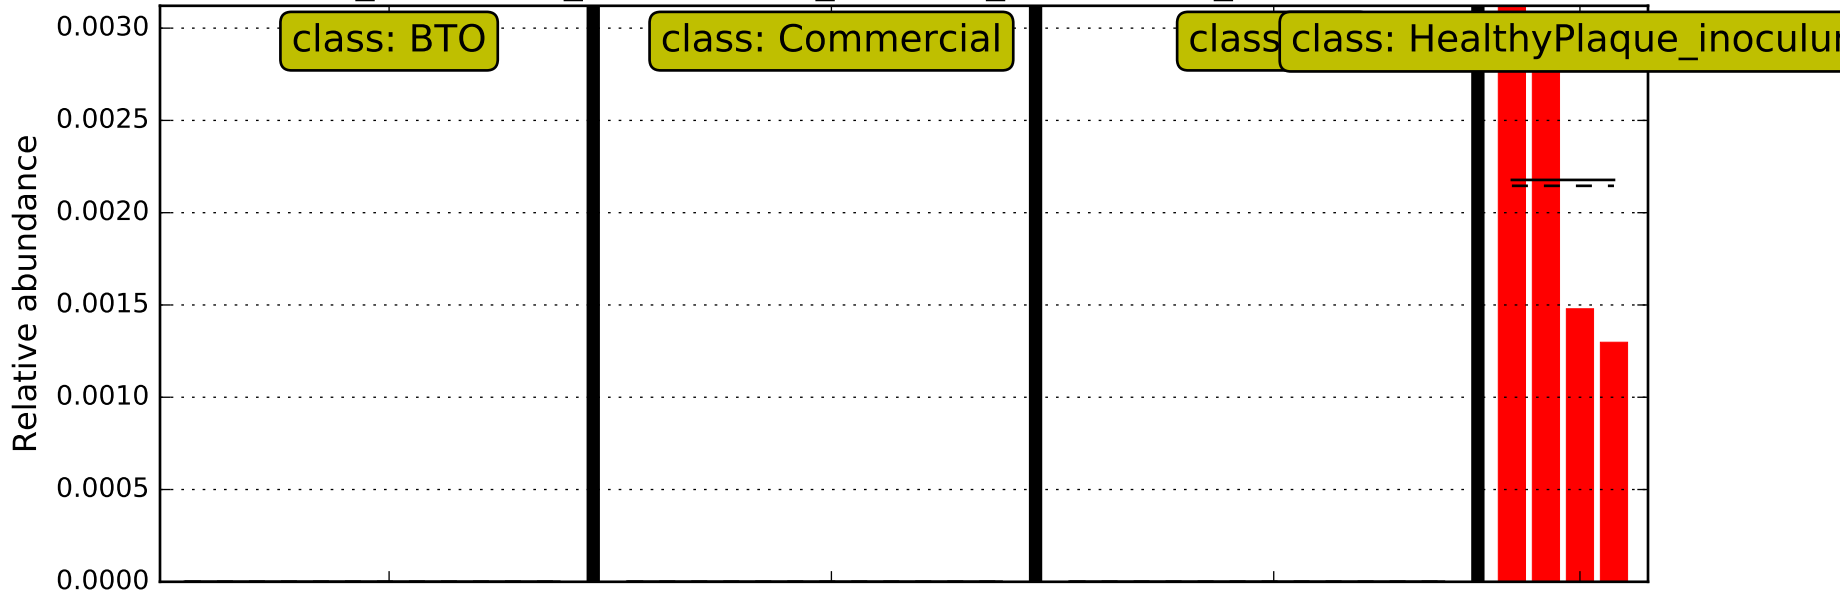 0.0030
0.0025
0.0020
0.0015
0.0010
0.0005
0.0000
Relative abundance
class: BTO
class: Commercial
class
class: HealthyPlaque_inoculu